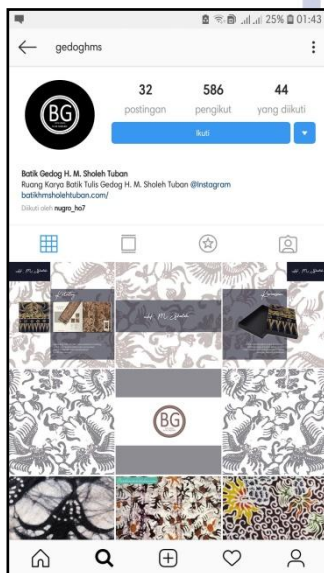 25% 01:43
gedoghms
BG
32 586 44
postingan pengikut yang diikuti
Ikuti
Batik Gedog H. M. Sholeh Tuban
Ruang Karya Batik Tulis Gedog H. M. Sholeh Tuban @Instagram
batikhmsholehtuban.com/
Diikuti oleh nugro_ho7
H. M. Sholeh
BG